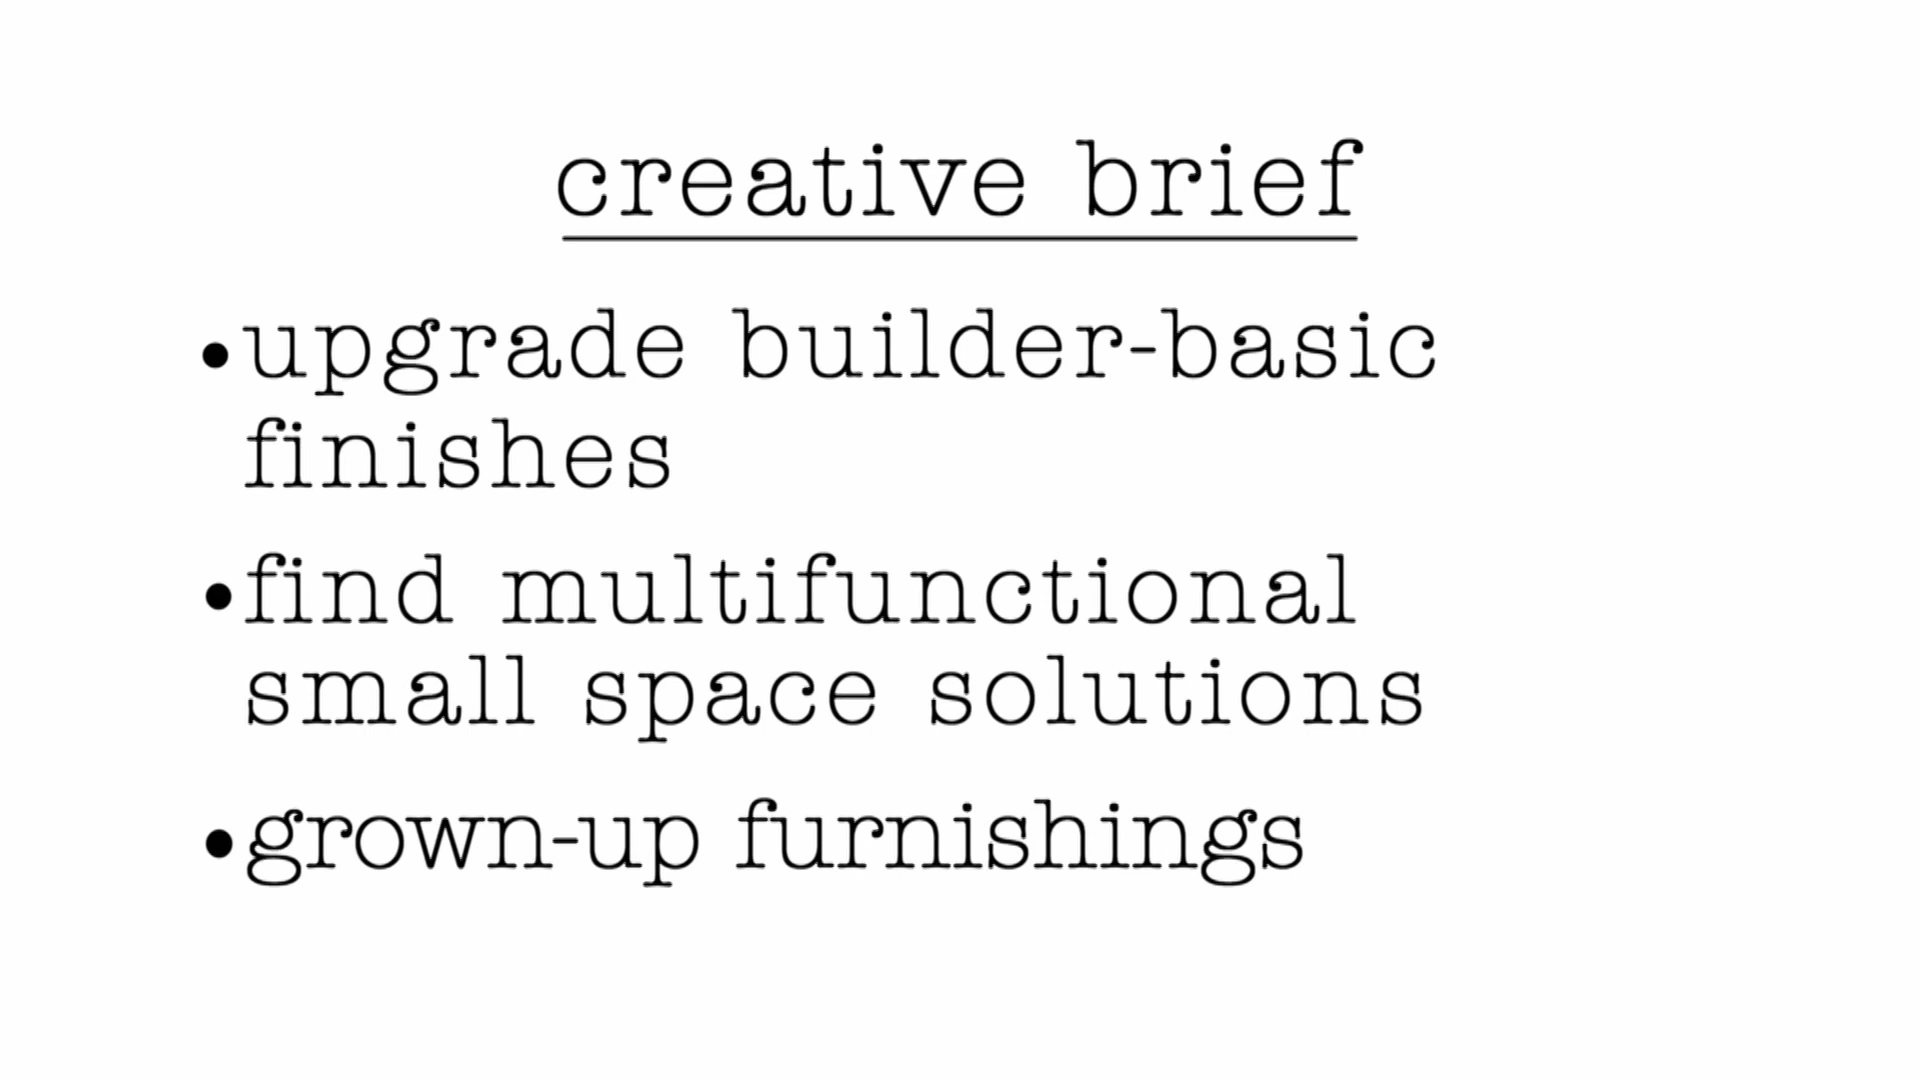 creative brief
•upgrade builder-basic
finishes
•find multifunctional
small space solutions
•grown-up furnishings